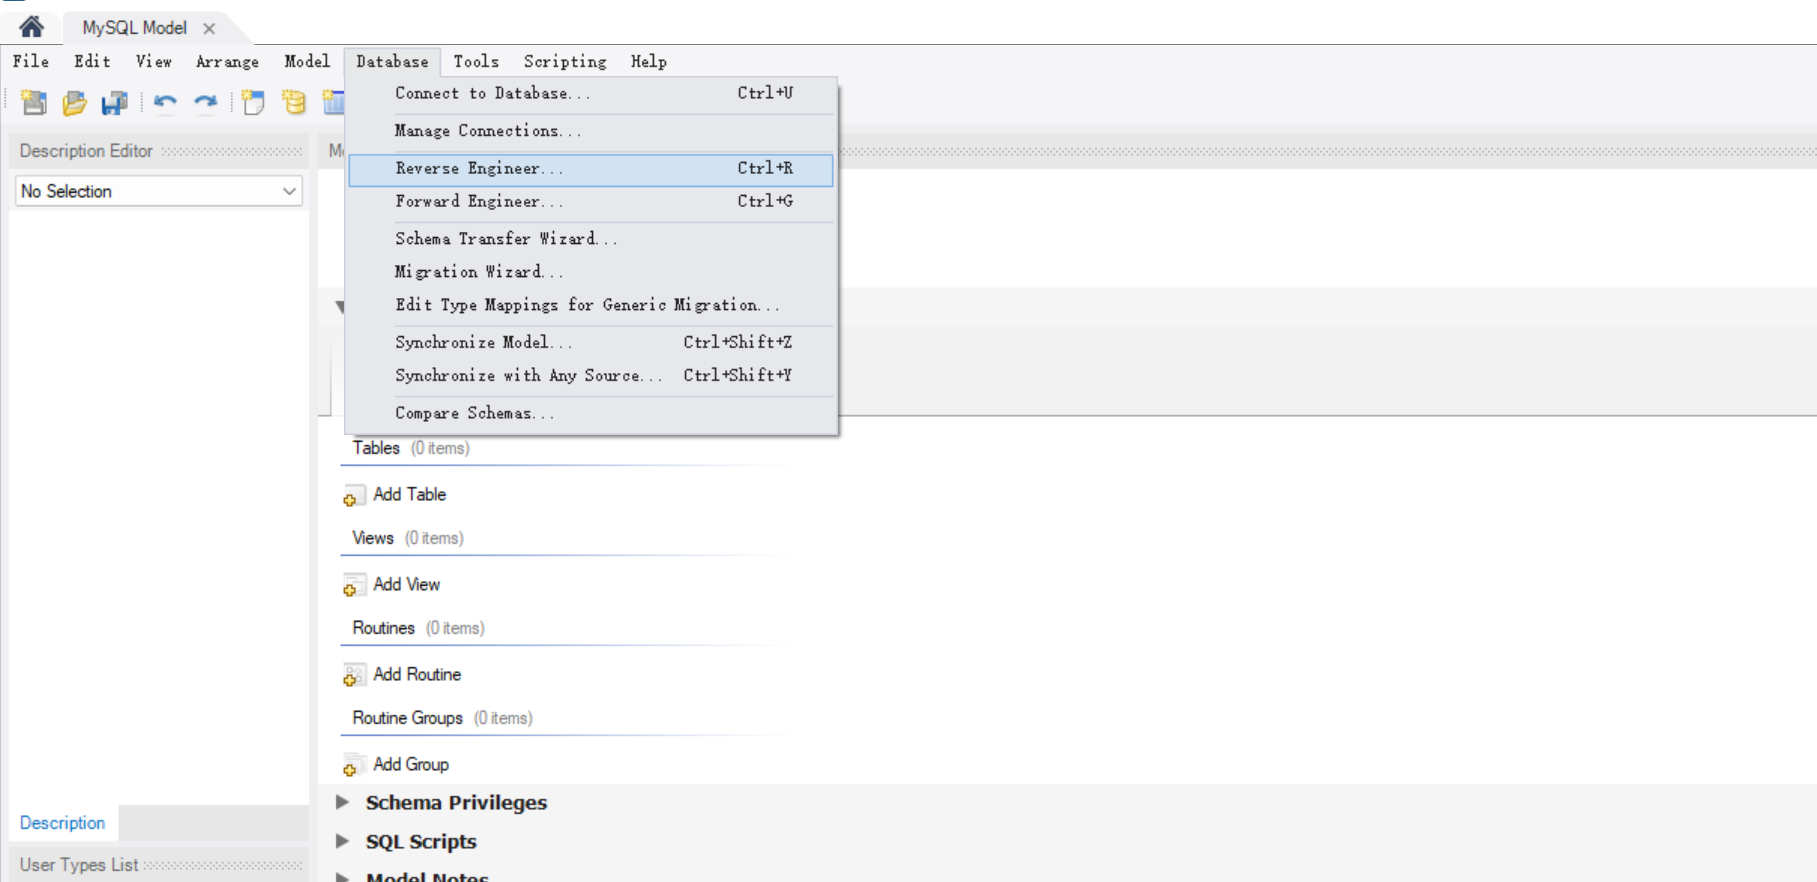 MySQL Model
File Edit View Arrange Model Database Tools Scripting Help
Connect to Database... Ctrl+U
Manage Connections...
Reverse Engineer... Ctrl+R
Forward Engineer... Ctrl+G
Schema Transfer Wizard...
Migration Wizard...
Edit Type Mappings for Generic Migration...
Synchronize Model... Ctrl+Shift+Z
Synchronize with Any Source... Ctrl+Shift+Y
Compare Schemas...
Description Editor
No Selection
Tables (0 items)
Add Table
Views (0 items)
Add View
Routines (0 items)
Add Routine
Routine Groups (0 items)
Add Group
Schema Privileges
SQL Scripts
Model Notes
Description
User Types List